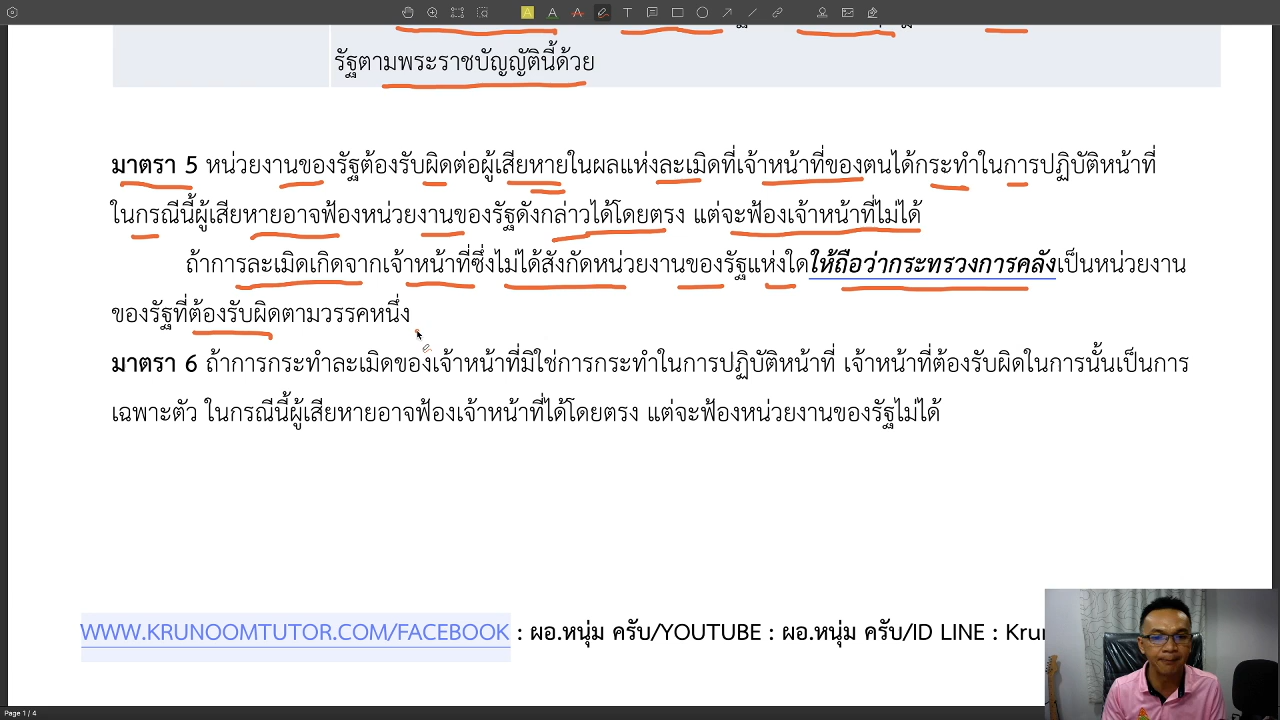 รัฐตามพระราชบัญญัตินี้ด้วย
มาตรา 5 หน่วยงานของรัฐต้องรับผิดต่อผู้เสียหายในผลแห่งละเมิดที่เจ้าหน้าที่ของตนได้กระทำในการปฏิบัติหน้าที่
ในกรณีนี้ผู้เสียหายอาจฟ้องหน่วยงานของรัฐดังกล่าวได้โดยตรง แต่จะฟ้องเจ้าหน้าที่ไม่ได้
ถ้าการละเมิดเกิดจากเจ้าหน้าที่ซึ่งไม่ได้สังกัดหน่วยงานของรัฐแห่งใดให้ถือว่ากระทรวงการคลังเป็นหน่วยงาน
ของรัฐที่ต้องรับผิดตามวรรคหนึ่ง
มาตรา 6 ถ้าการกระทำละเมิดของเจ้าหน้าที่มิใช่การกระทำในการปฏิบัติหน้าที่ เจ้าหน้าที่ต้องรับผิดในการนั้นเป็นการ
เฉพาะตัว ในกรณีนี้ผู้เสียหายอาจฟ้องเจ้าหน้าที่ได้โดยตรง แต่จะฟ้องหน่วยงานของรัฐไม่ได้
WWW.KRUNOOMTUTOR.COM/FACEBOOK : ผอ.หนุ่ม ครับ/YOUTUBE : ผอ.หนุ่ม ครับ/ID LINE :
Page 1 / 4